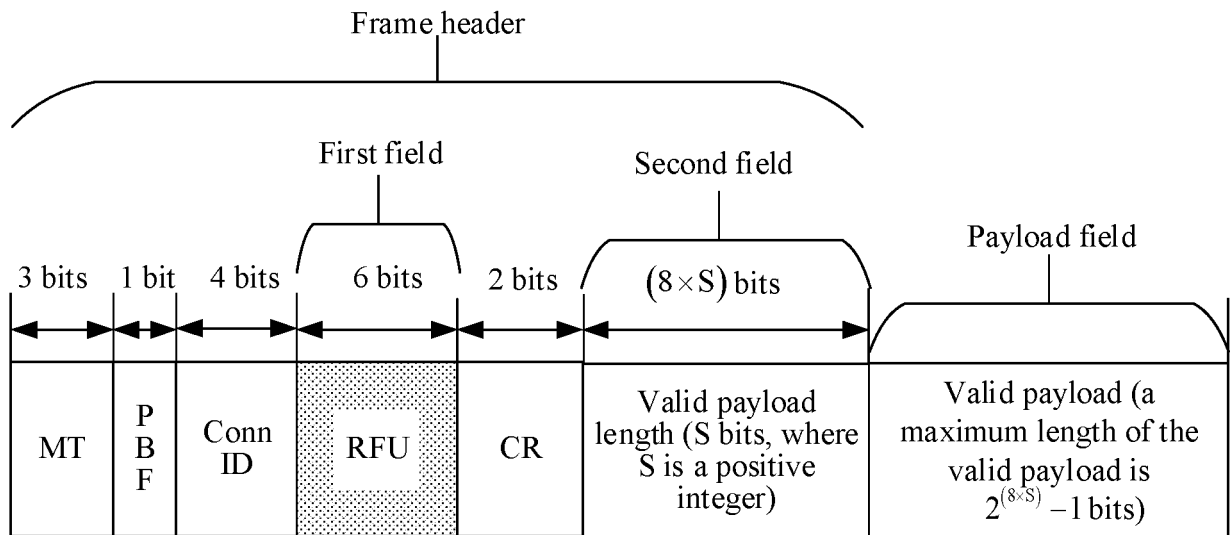 Frame header
First field
Second field
Payload field
3 bits 1 bit 4 bits 6 bits 2 bits (8×S) bits
MT
P
B
F
Conn
ID
RFU
CR
Valid payload
length (S bits, where
S is a positive
integer)
Valid payload (a
maximum length of the
valid payload is
2^(8×S) −1 bits)